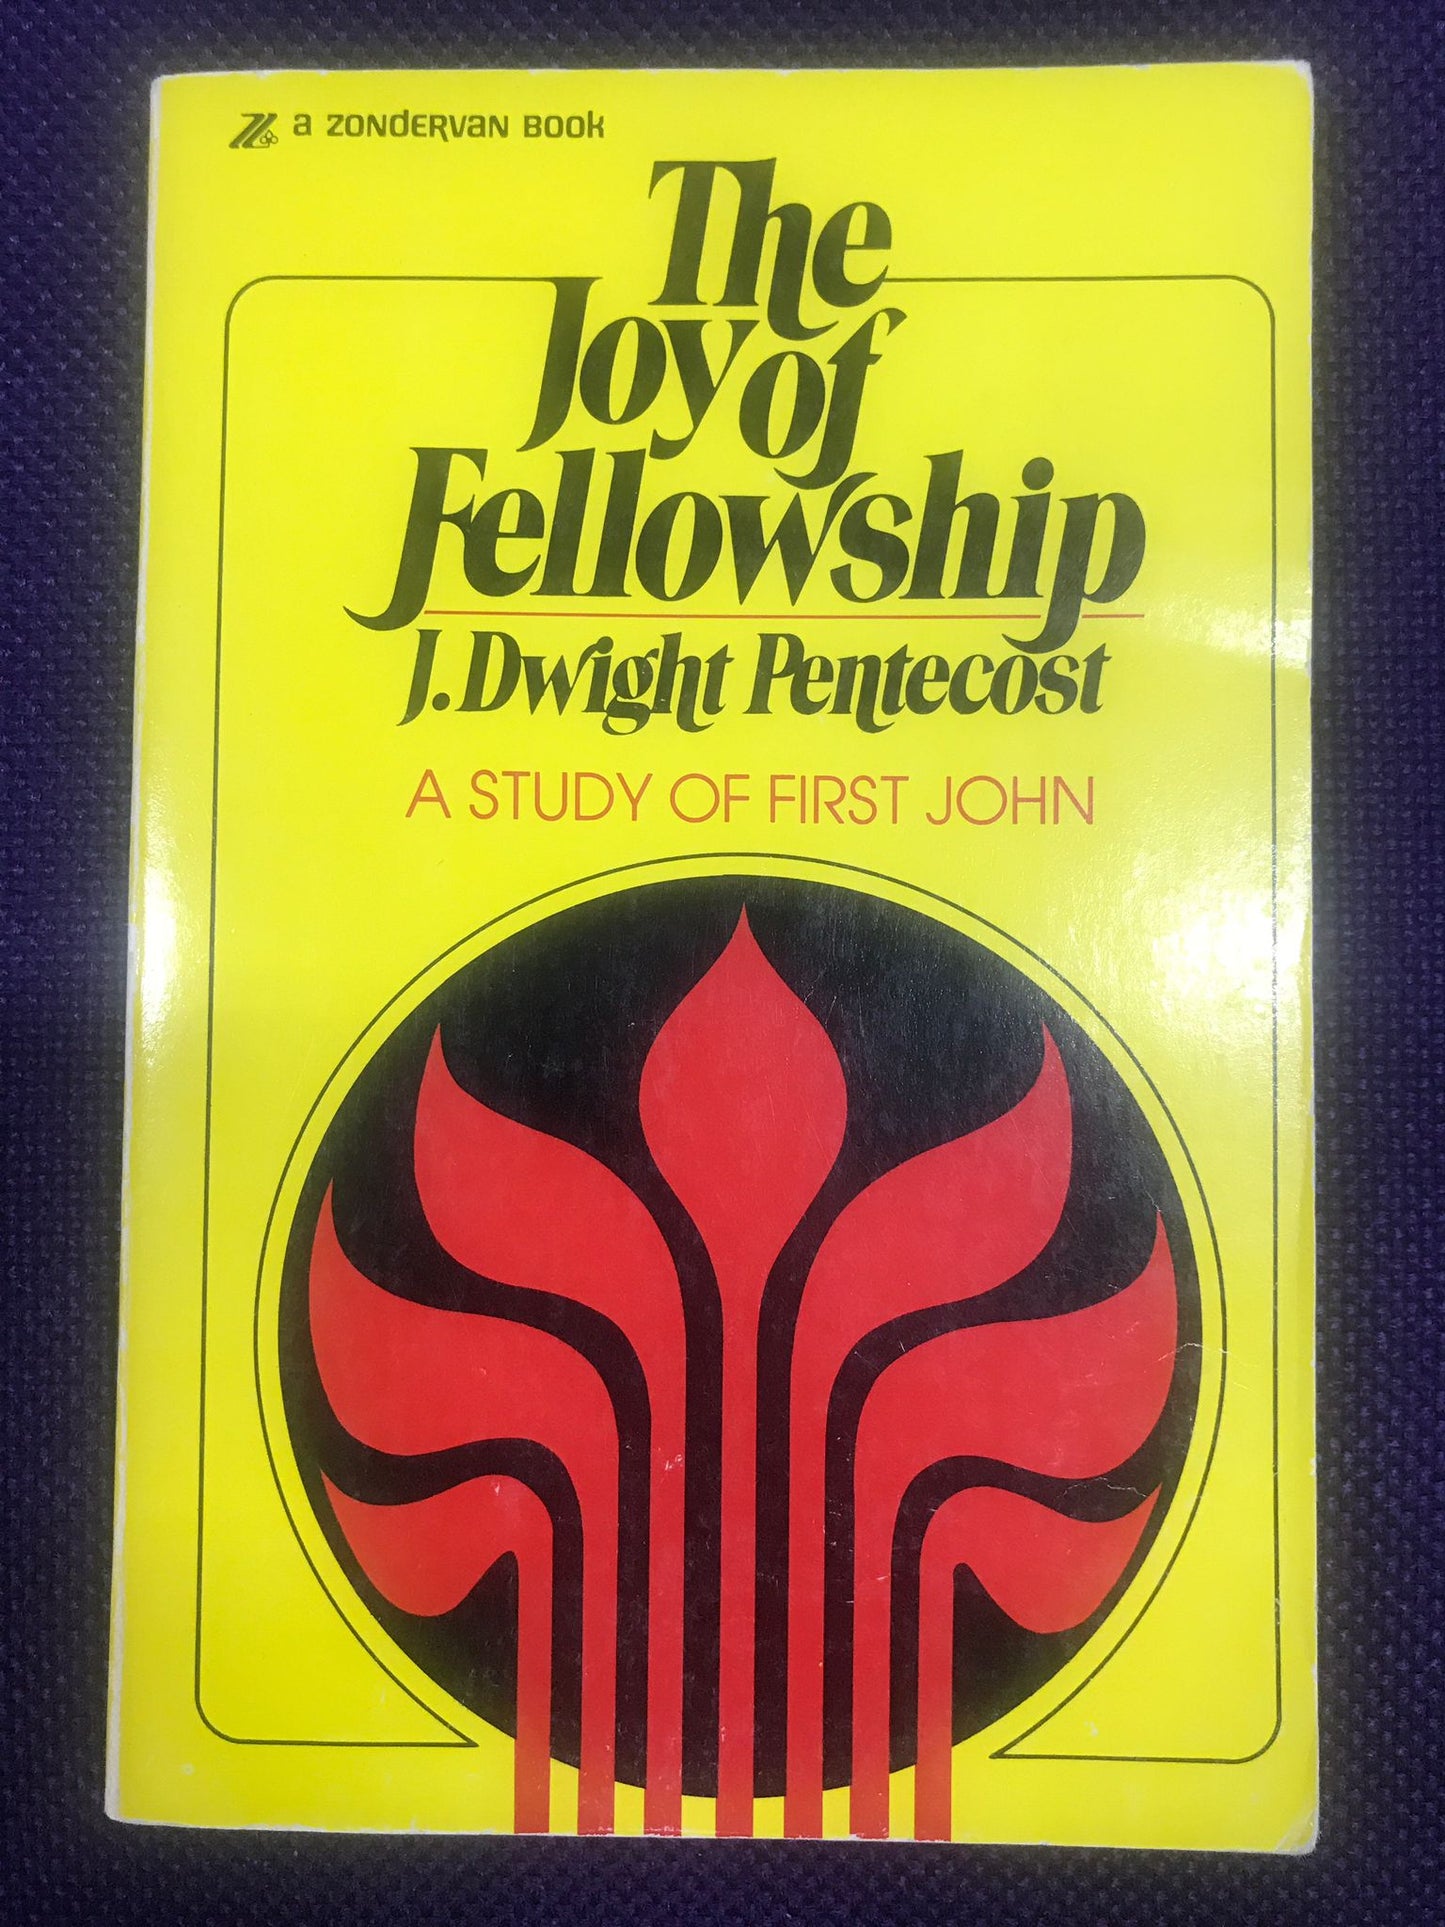 a ZONDERVAN BOOK
The
Joy of
Fellowship
J. Dwight Pentecost
A STUDY OF FIRST JOHN